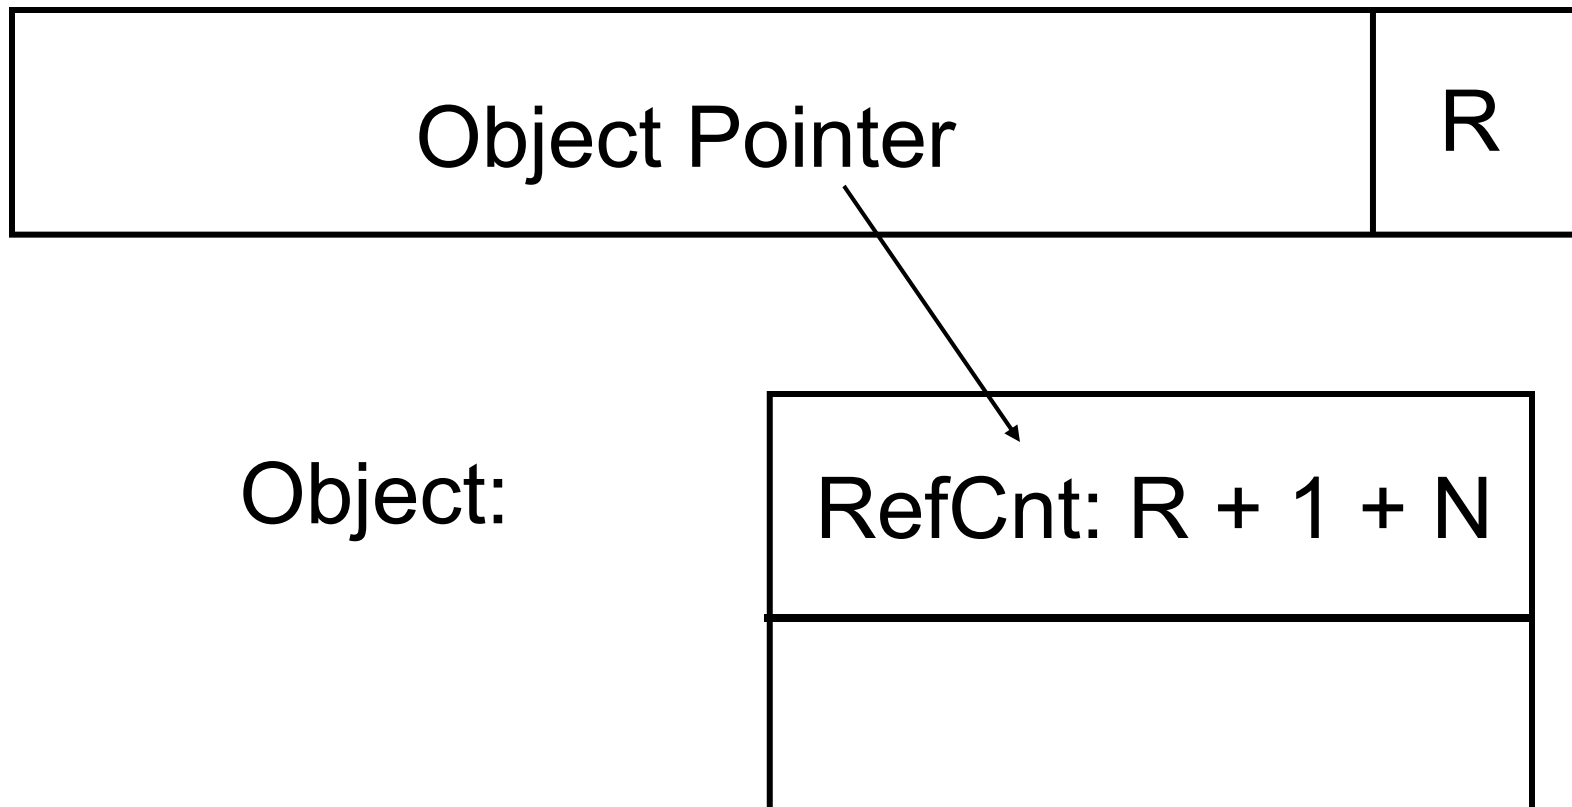 Object Pointer
R
Object:
RefCnt: R + 1 + N